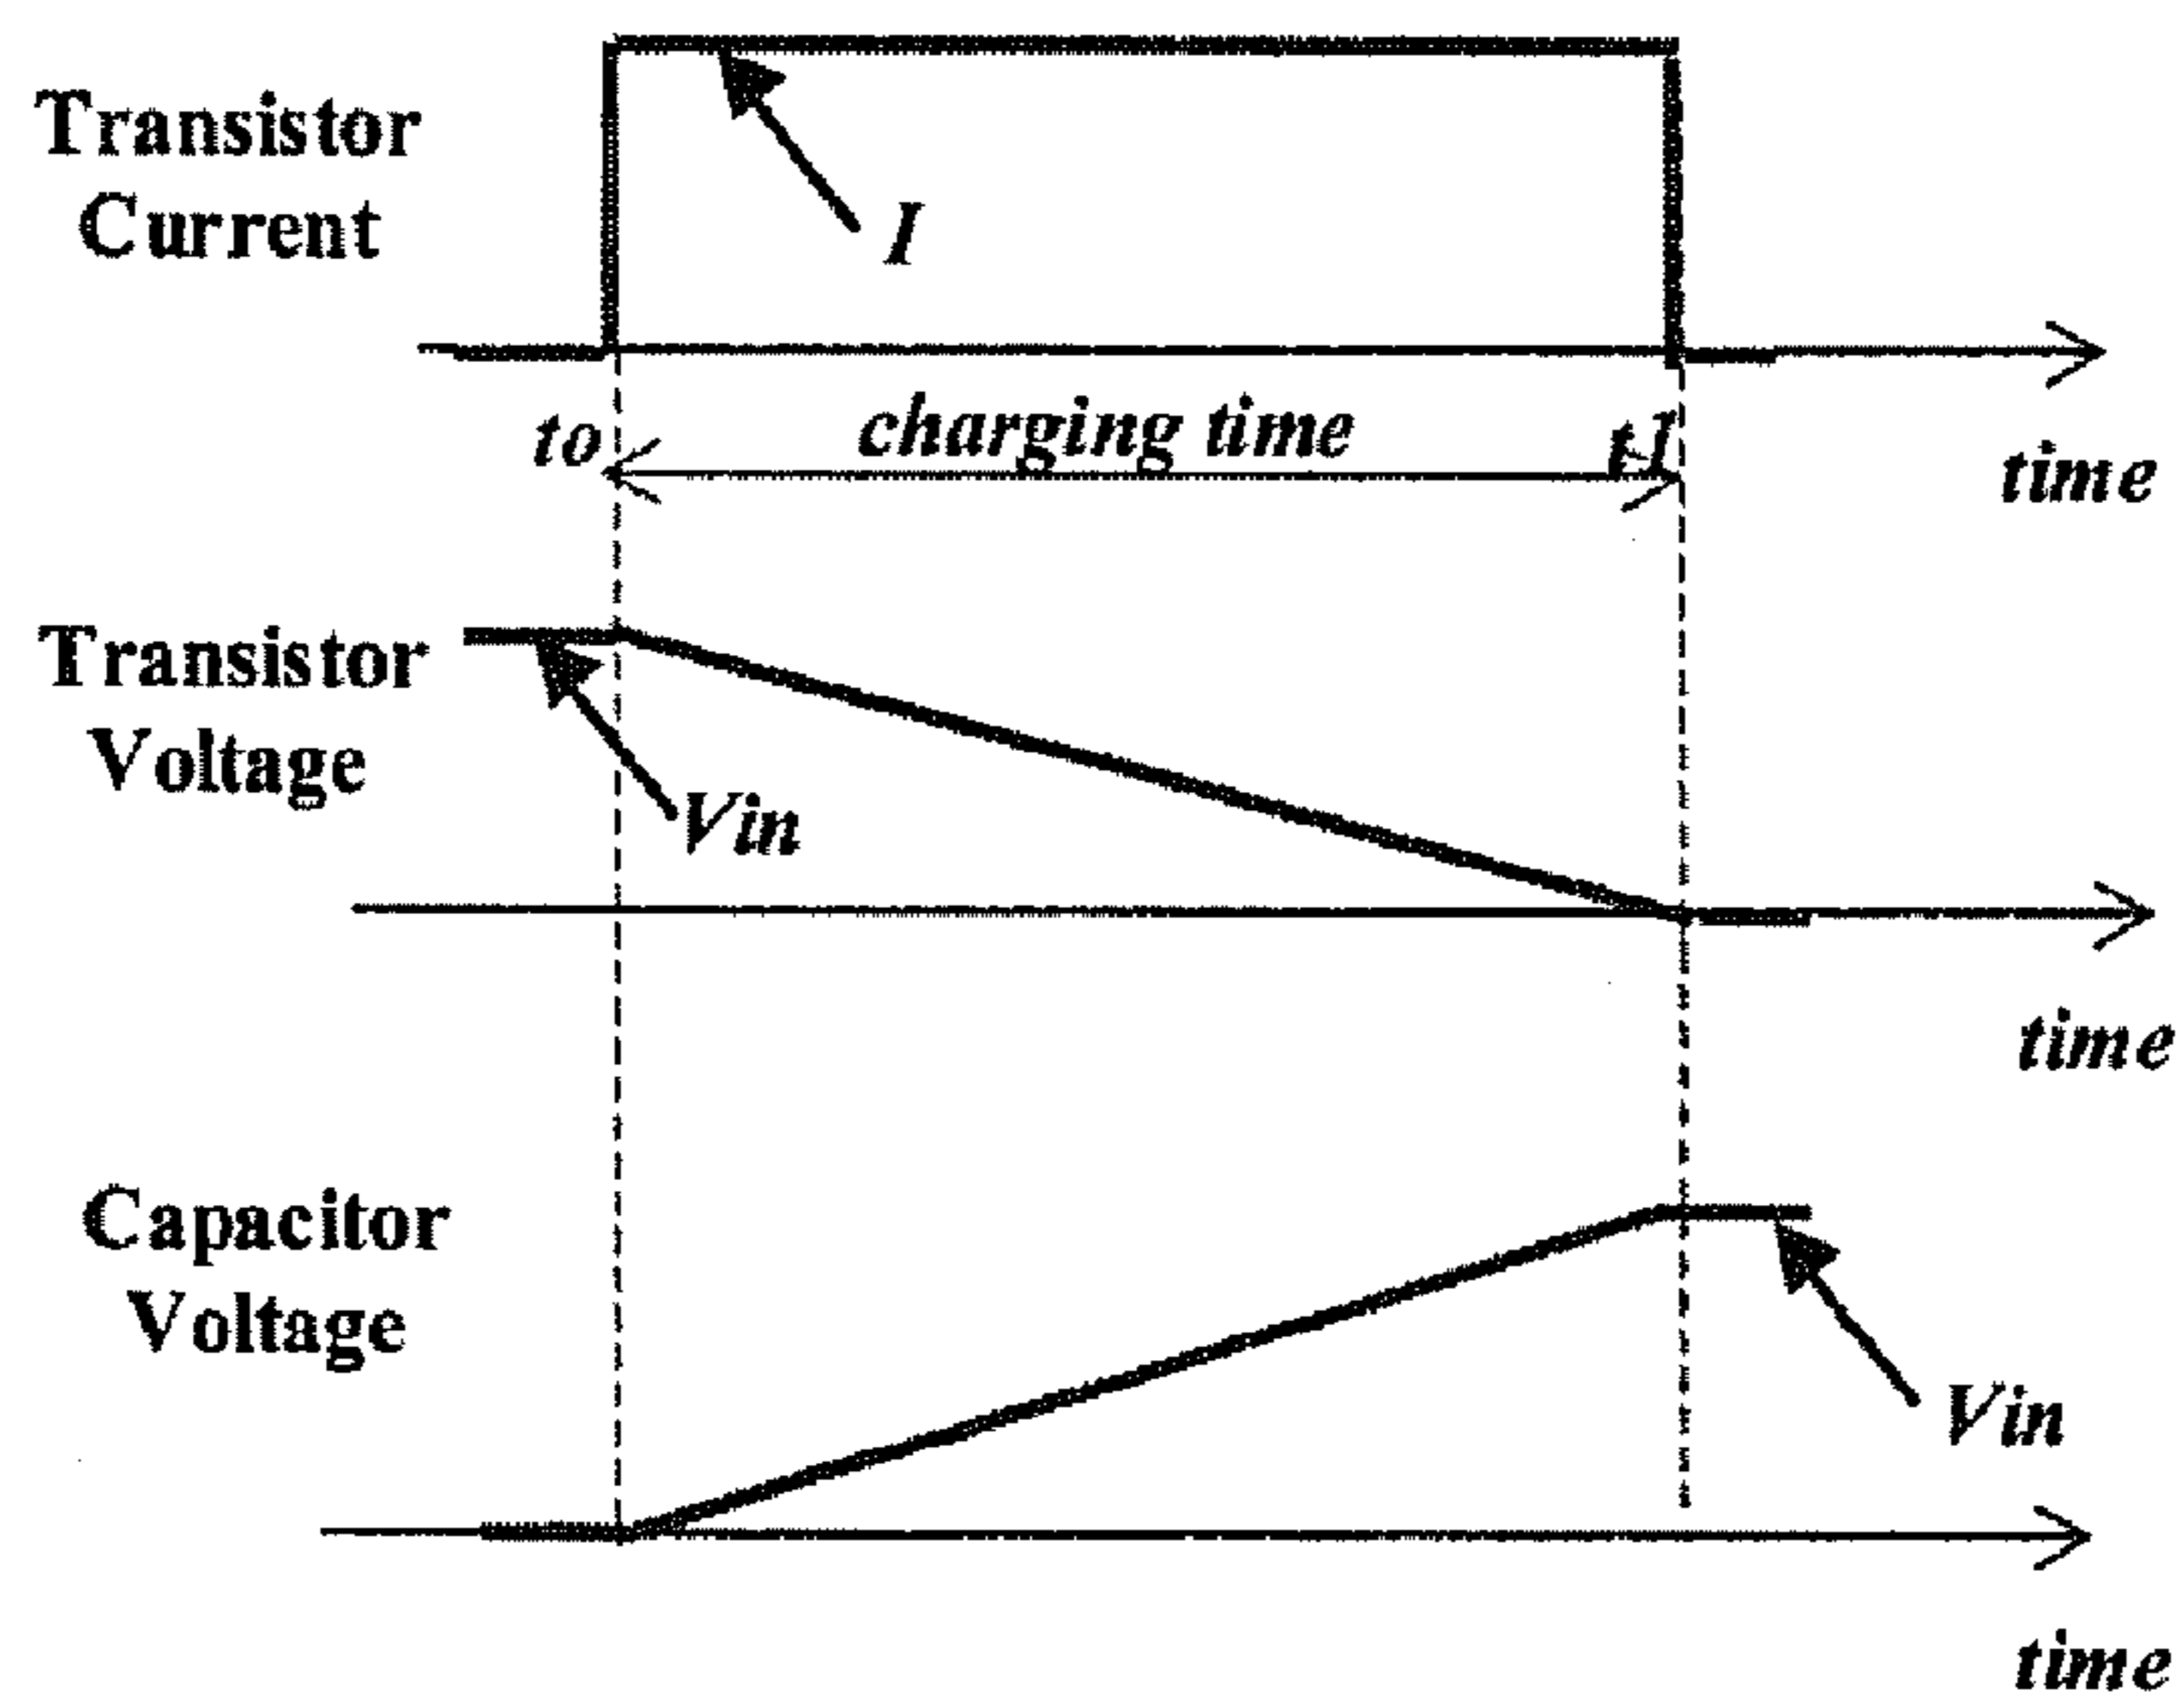 Transistor
Current
I
to
charging time
t1
time
Transistor
Voltage
Vin
time
Capacitor
Voltage
Vin
time